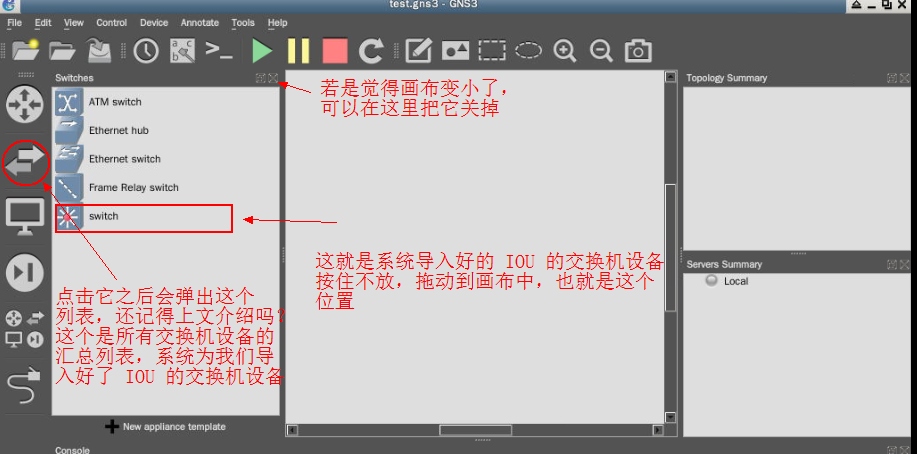 test.gns3 - GNS3
File Edit View Control Device Annotate Tools Help
Switches
ATM switch
Ethernet hub
Ethernet switch
Frame Relay switch
switch
点击它之后会弹出这个
列表，还记得上文介绍吗？
这个是所有交换机设备的
汇总列表，系统为我们导
入好了 IOU 的交换机设备
New appliance template
若是觉得画布变小了，
可以在这里把它关掉
这就是系统导入好的 IOU 的交换机设备
按住不放，拖动到画布中，也就是这个
位置
Topology Summary
Servers Summary
Local
Console